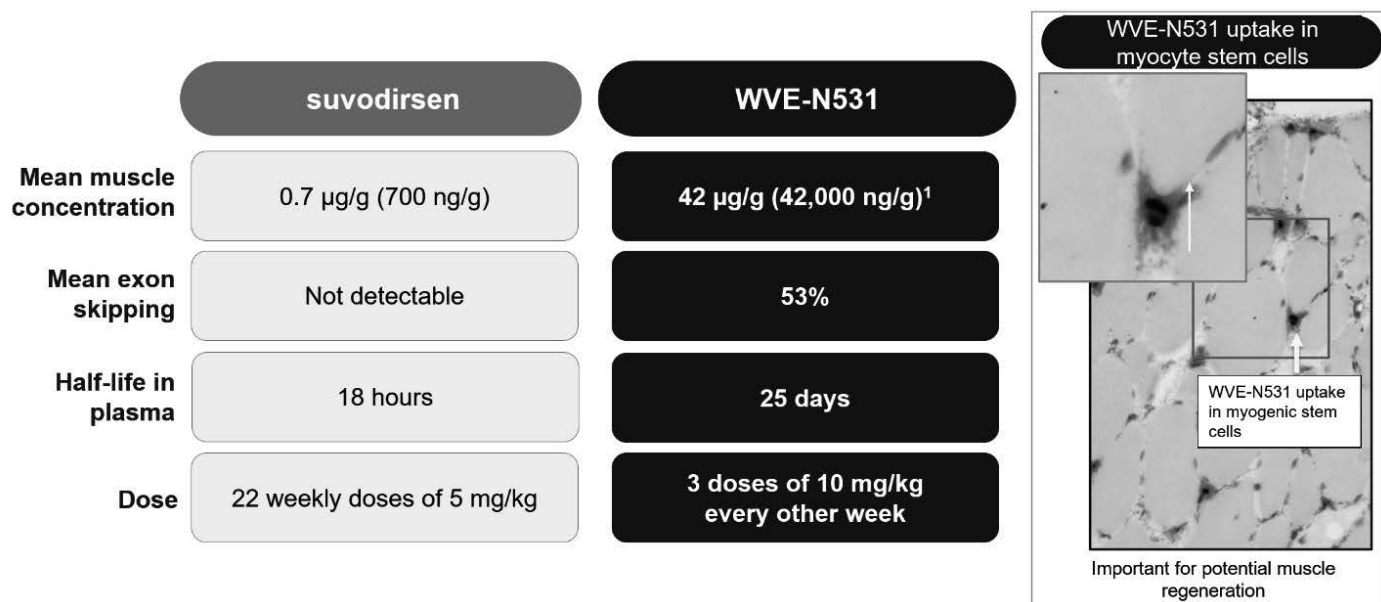 suvodirsen
WVE-N531
Mean muscle
concentration
0.7 µg/g (700 ng/g)
42 µg/g (42,000 ng/g)¹
Mean exon
skipping
Not detectable
53%
Half-life in
plasma
18 hours
25 days
Dose
22 weekly doses of 5 mg/kg
3 doses of 10 mg/kg
every other week
WVE-N531 uptake in
myocyte stem cells
WVE-N531 uptake
in myogenic stem
cells
Important for potential muscle
regeneration